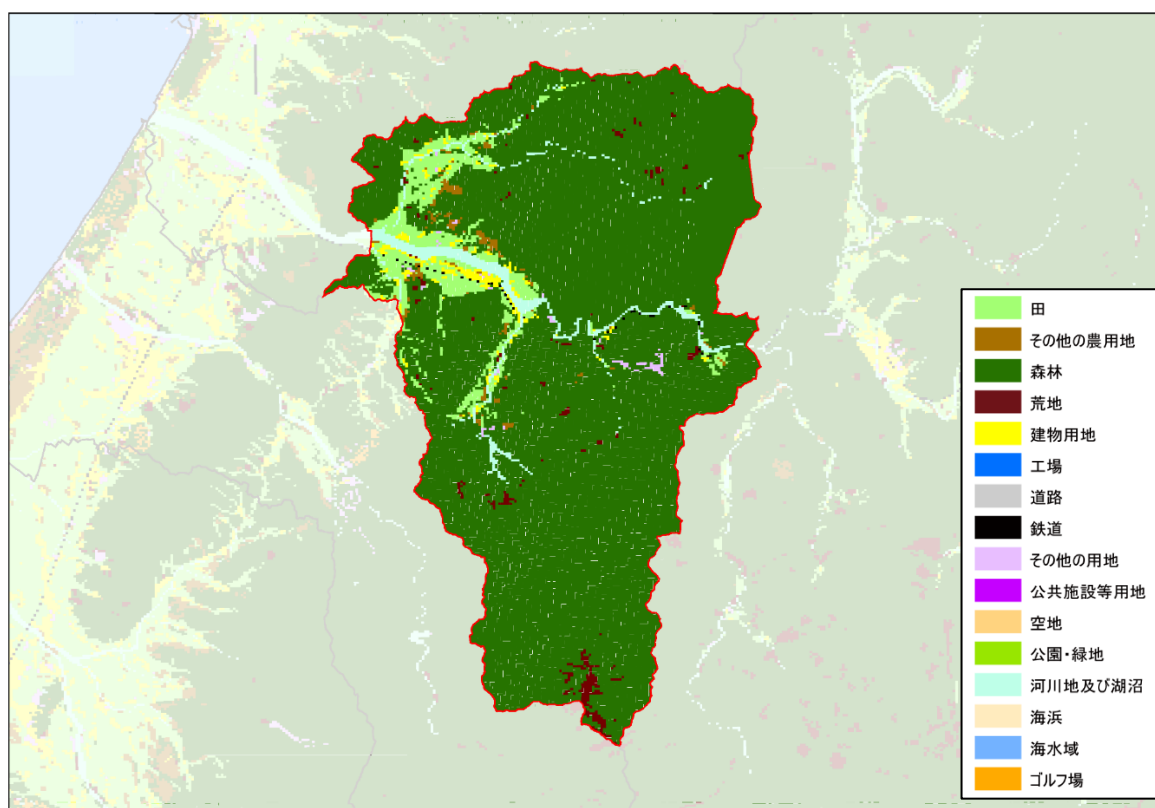 田
その他の農用地
森林
荒地
建物用地
工場
道路
鉄道
その他の用地
公共施設等用地
空地
公園・緑地
河川地及び湖沼
海浜
海水域
ゴルフ場